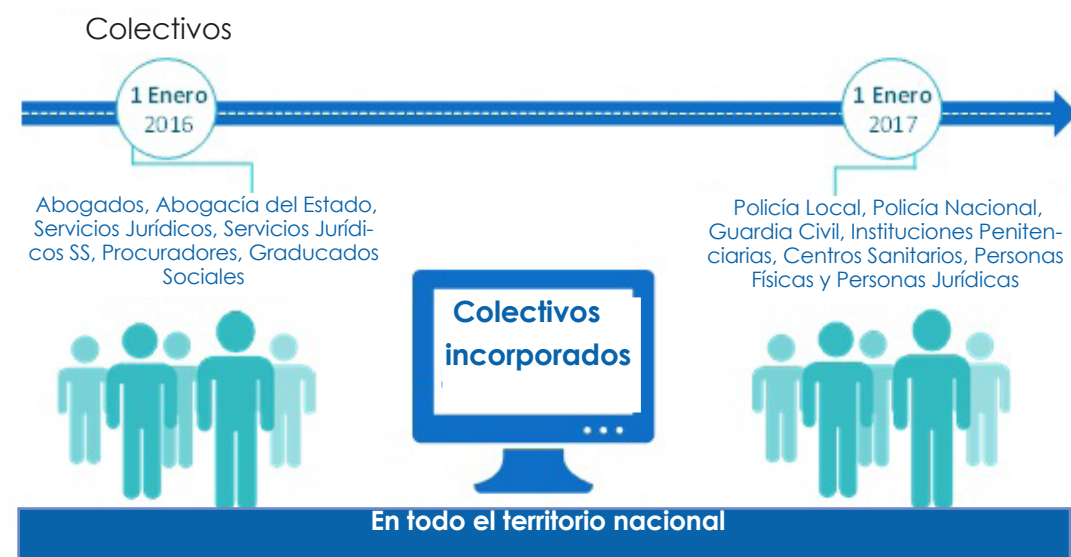 Colectivos
1 Enero
2016
1 Enero
2017
Abogados, Abogacía del Estado,
Servicios Jurídicos, Servicios Jurídi-
cos SS, Procuradores, Graducados
Sociales
Policía Local, Policía Nacional,
Guardia Civil, Instituciones Peniten-
ciarias, Centros Sanitarios, Personas
Físicas y Personas Jurídicas
Colectivos
incorporados
En todo el territorio nacional